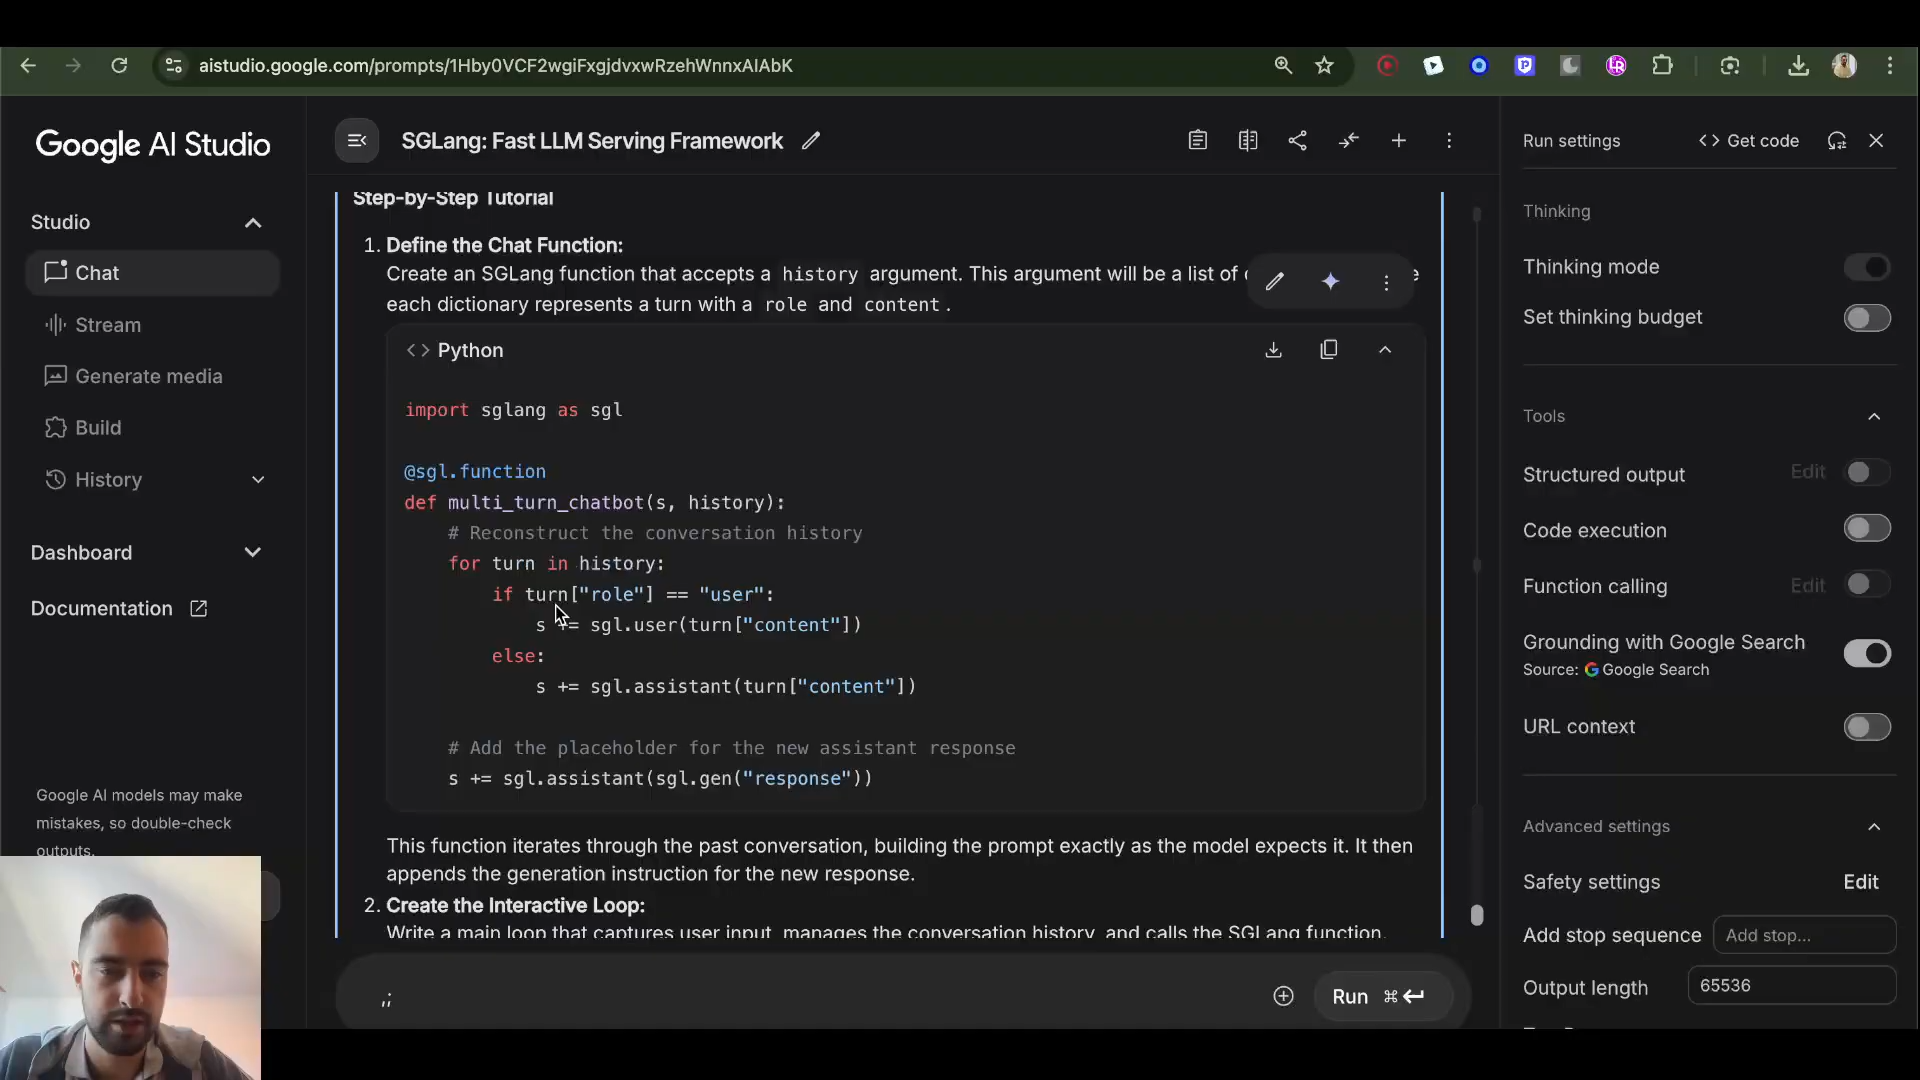 aistudio.google.com/prompts/1Hby0VCF2wgiFxgjdvxwRzehWnnxAlAbK
Google AI Studio
Studio
Chat
Stream
Generate media
Build
History
Dashboard
Documentation
Google AI models may make
mistakes, so double-check
outputs.
SGLang: Fast LLM Serving Framework
Step-by-Step Tutorial
1. Define the Chat Function:
Create an SGLang function that accepts a history argument. This argument will be a list of
each dictionary represents a turn with a role and content.
Python
import sglang as sgl
@sgl.function
def multi_turn_chatbot(s, history):
    # Reconstruct the conversation history
    for turn in history:
        if turn["role"] == "user":
            s += sgl.user(turn["content"])
        else:
            s += sgl.assistant(turn["content"])
    # Add the placeholder for the new assistant response
    s += sgl.assistant(sgl.gen("response"))
This function iterates through the past conversation, building the prompt exactly as the model expects it. It then
appends the generation instruction for the new response.
2. Create the Interactive Loop:
Write a main loop that captures user input, manages the conversation history, and calls the SGLang function.
,;
Run ⌘
Run settings
<> Get code
Thinking
Thinking mode
Set thinking budget
Tools
Structured output Edit
Code execution
Function calling Edit
Grounding with Google Search
Source: Google Search
URL context
Advanced settings
Safety settings Edit
Add stop sequence Add stop...
Output length 65536